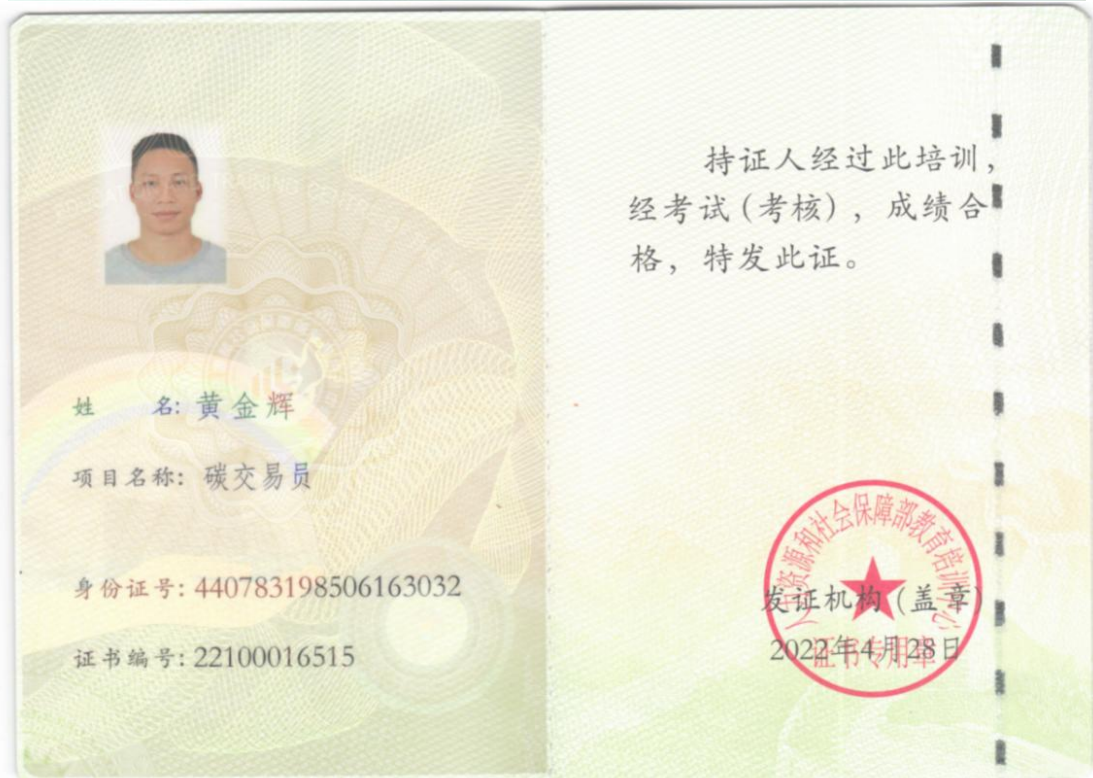 姓 名: 黄金辉
项目名称: 碳交易员
身份证号: 440783198506163032
证书编号: 22100016515
持证人经过此培训,
经考试(考核), 成绩合
格, 特发此证。
人力资源和社会保障部教育培训中心
发证机构(盖章)
2022年4月28日
证书专用章